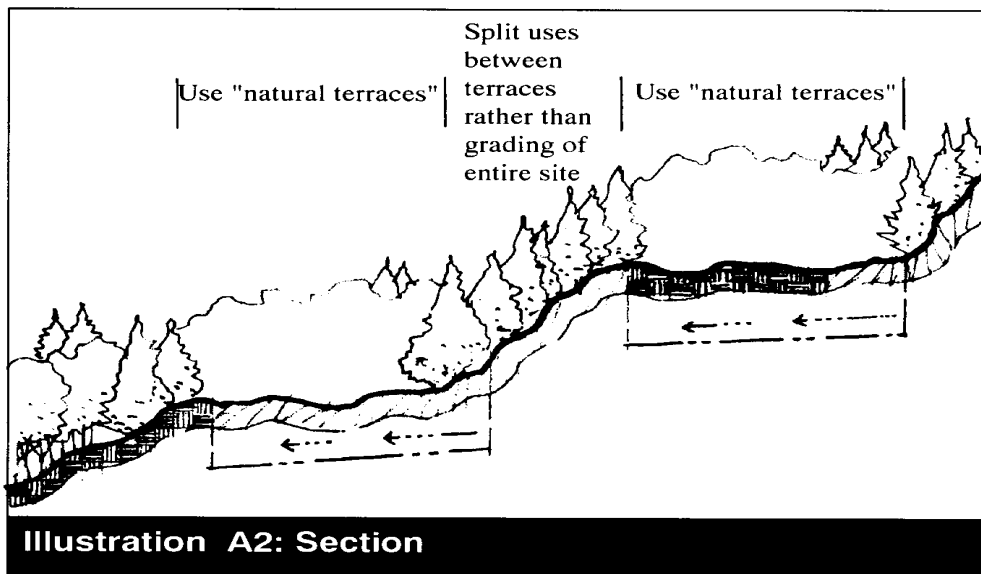 Use "natural terraces"
Split uses
between
terraces
rather than
grading of
entire site
Use "natural terraces"
Illustration A2: Section